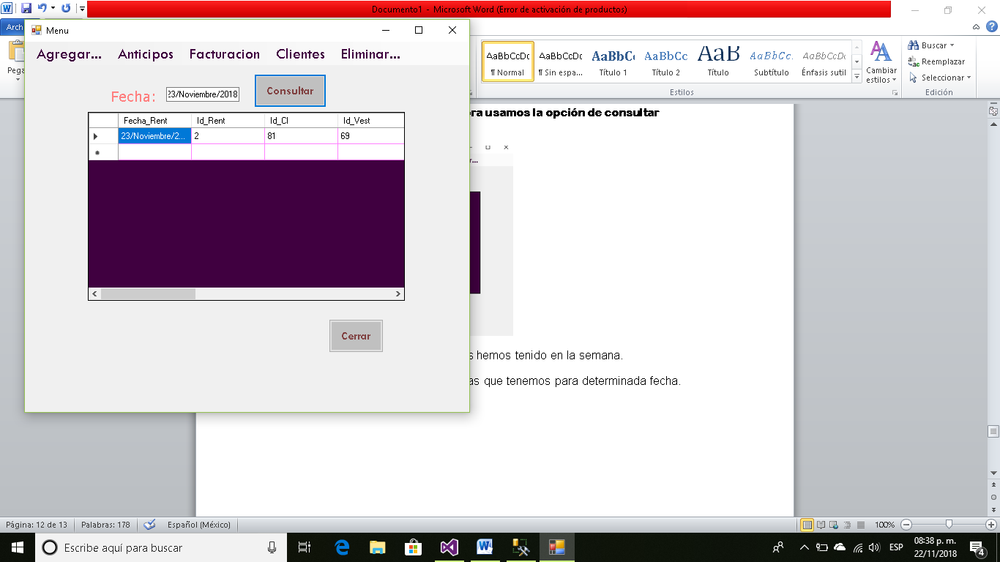 Documento1 - Microsoft Word (Error de activación de productos)
Arch
Pega
AaBbCcDc AaBbCcDc AaBbC AaBbCc AaB AaBbCc. AaBbCcDc
¶ Normal ¶ Sin espa... Título 1 Título 2 Título Subtítulo Énfasis sutil
Cambiar
estilos
Estilos
Buscar
Reemplazar
Seleccionar
Edición
Menu
Agregar... Anticipos Facturacion Clientes Eliminar...
Fecha: 23/Noviembre/2018 Consultar
Fecha_Rent Id_Rent Id_Cl Id_Vest
23/Noviembre/2... 2 81 69
Cerrar
ora usamos la opción de consultar
r...
s hemos tenido en la semana.
as que tenemos para determinada fecha.
Página: 12 de 13 Palabras: 178 Español (México) 100%
Escribe aquí para buscar
ESP
08:38 p. m.
22/11/2018
4